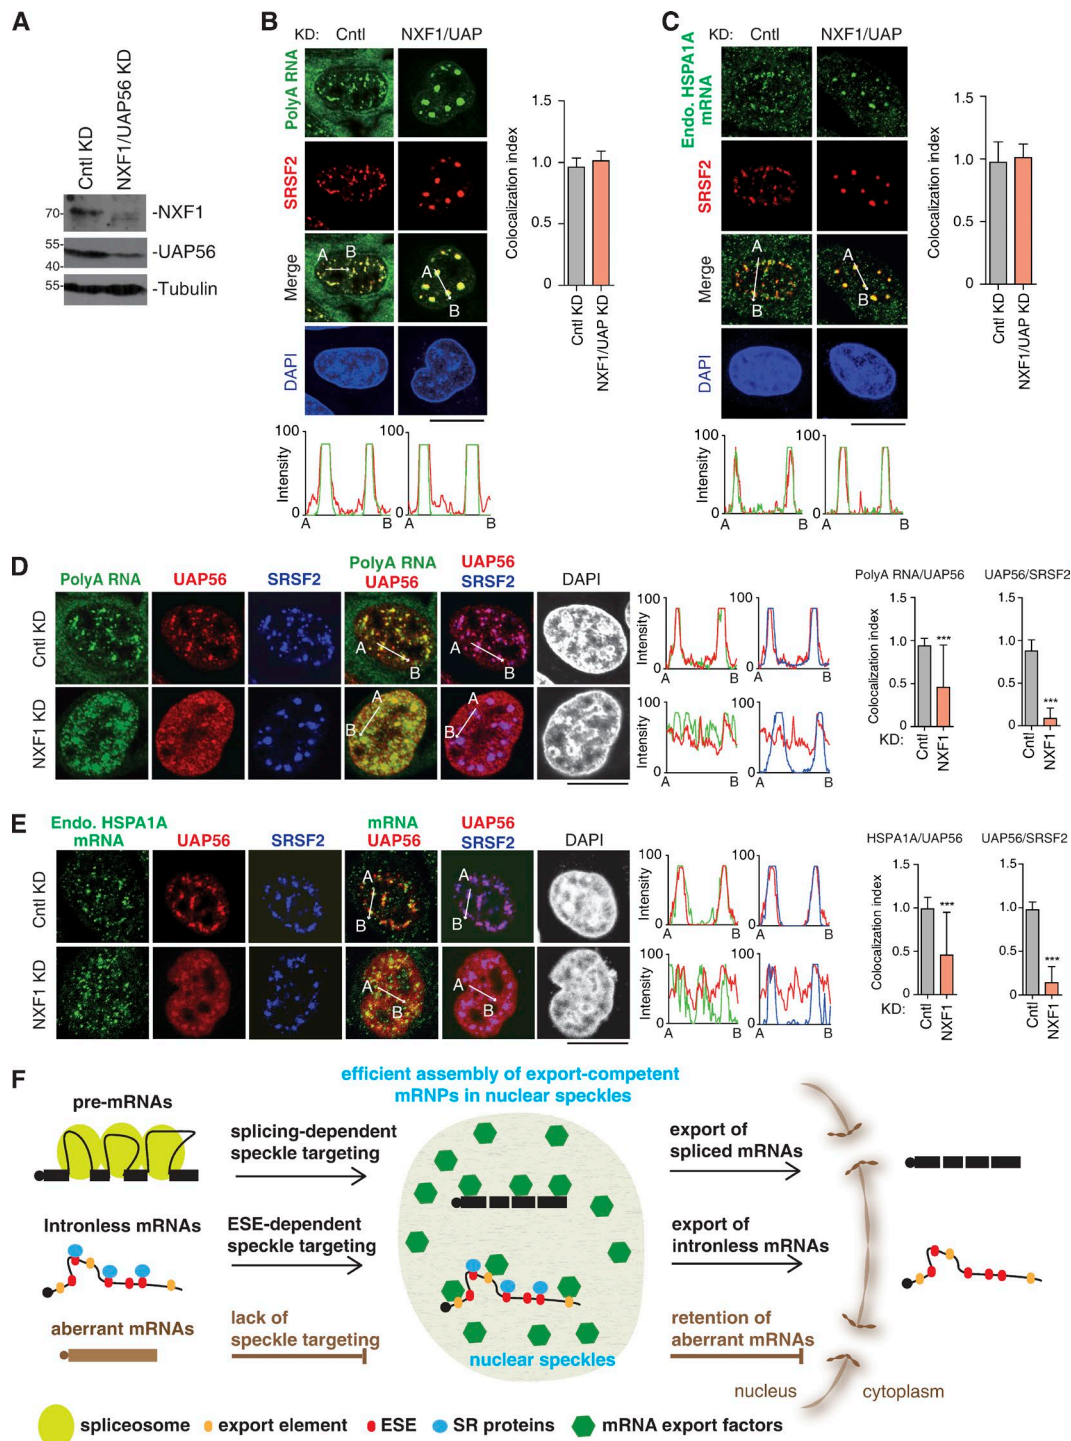 A
Cntl KD
NXF1/UAP56 KD
70-
-NXF1
55-
40-
-UAP56
55-
-Tubulin
B
KD: Cntl NXF1/UAP
PolyA RNA
SRSF2
Merge
A B
A
B
DAPI
100
Intensity
0
A B
100
0
A B
Colocalization index
1.5
1.0
0.5
0
Cntl KD
NXF1/UAP KD
C
KD: Cntl NXF1/UAP
Endo. HSPA1A
mRNA
SRSF2
Merge
A
B
A
B
DAPI
100
Intensity
0
A B
100
0
A B
Colocalization index
1.5
1.0
0.5
0
Cntl KD
NXF1/UAP KD
D
PolyA RNA UAP56 SRSF2
PolyA RNA
UAP56
UAP56
SRSF2
DAPI
Cntl KD
A
B
A
B
NXF1 KD
A
B
A
B
100
Intensity
0
A B
100
0
A B
100
Intensity
0
A B
100
0
A B
PolyA RNA/UAP56
Colocalization index
1.5
1.0
0.5
0
***
KD:
Cntl
NXF1
UAP56/SRSF2
1.5
1.0
0.5
0
***
Cntl
NXF1
E
Endo. HSPA1A
mRNA
UAP56 SRSF2
mRNA
UAP56
UAP56
SRSF2
DAPI
Cntl KD
A
B
A
B
NXF1 KD
A
B
A
B
100
Intensity
0
A B
100
0
A B
100
Intensity
0
A B
100
0
A B
HSPA1A/UAP56
Colocalization index
1.5
1.0
0.5
0
***
KD:
Cntl
NXF1
UAP56/SRSF2
1.5
1.0
0.5
0
***
Cntl
NXF1
F
efficient assembly of export-competent
mRNPs in nuclear speckles
pre-mRNAs
splicing-dependent
speckle targeting
export of
spliced mRNAs
Intronless mRNAs
ESE-dependent
speckle targeting
export of
intronless mRNAs
aberrant mRNAs
lack of
speckle targeting
nuclear speckles
retention of
aberrant mRNAs
nucleus
cytoplasm
spliceosome
export element
ESE
SR proteins
mRNA export factors